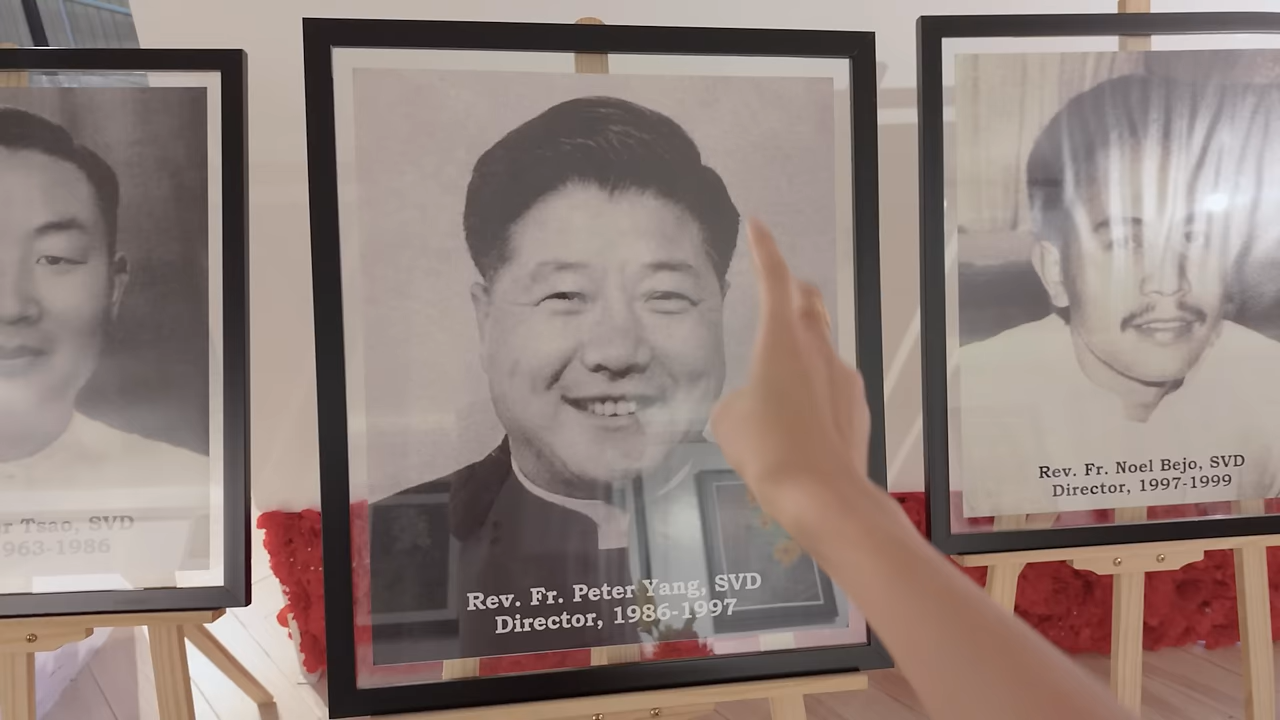 Tsao, SVD
963-1986
Rev. Fr. Peter Yang, SVD
Director, 1986-1997
Rev. Fr. Noel Bejo, SVD
Director, 1997-1999